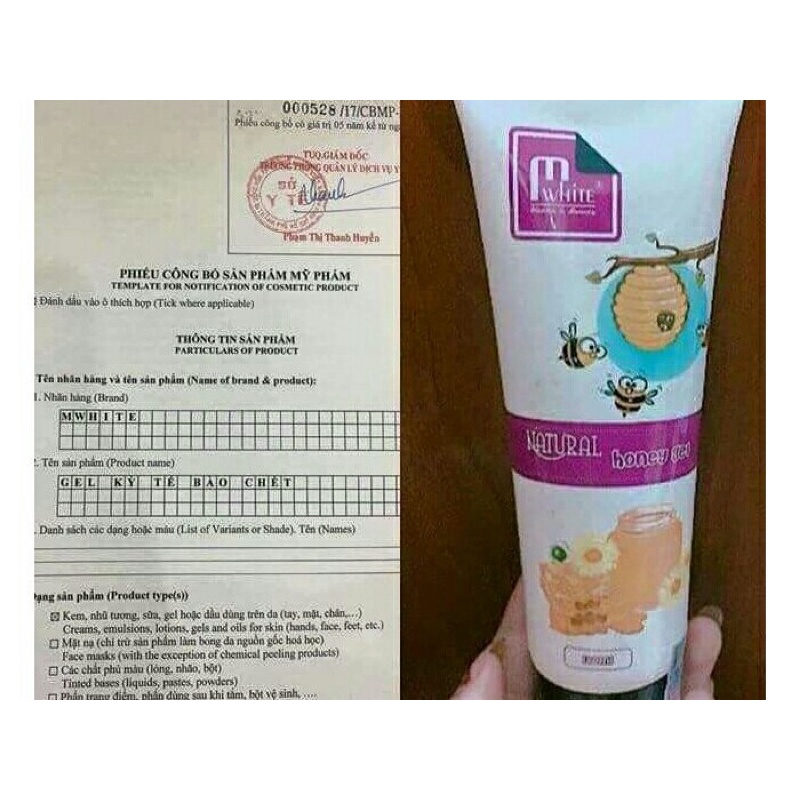 000528 /17/CBMP-
Phiếu công bố có giá trị 05 năm kể từ
TUQ.GIÁM ĐỐC
TRƯỞNG PHÒNG QUẢN LÝ DỊCH VỤ Y
SỞ
Y TẾ
Phạm Thị Thanh Huyền
PHIẾU CÔNG BỐ SẢN PHẨM MỸ PHẨM
TEMPLATE FOR NOTIFICATION OF COSMETIC PRODUCT
Đánh dấu vào ô thích hợp (Tick where applicable)
THÔNG TIN SẢN PHẨM
PARTICULARS OF PRODUCT
Tên nhãn hàng và tên sản phẩm (Name of brand & product):
1. Nhãn hàng (Brand)
MWHITE
2. Tên sản phẩm (Product name)
GEL KỲ TẾ BÀO CHẾT
. Danh sách các dạng hoặc màu (List of Variants or Shade). Tên (Names)
Dạng sản phẩm (Product type(s))
Kem, nhũ tương, sữa, gel hoặc dầu dùng trên da (tay, mặt, chân,...)
Creams, emulsions, lotions, gels and oils for skin (hands, face, feet, etc.)
Mặt nạ (chỉ trừ sản phẩm làm bong da nguồn gốc hoá học)
Face masks (with the exception of chemical peeling products)
Các chất phủ màu (lỏng, nhão, bột)
Tinted bases (liquids, pastes, powders)
Phấn trang điểm, phấn dùng sau khi tắm, bột vệ sinh, ....
M
WHITE
NATURAL honey gel